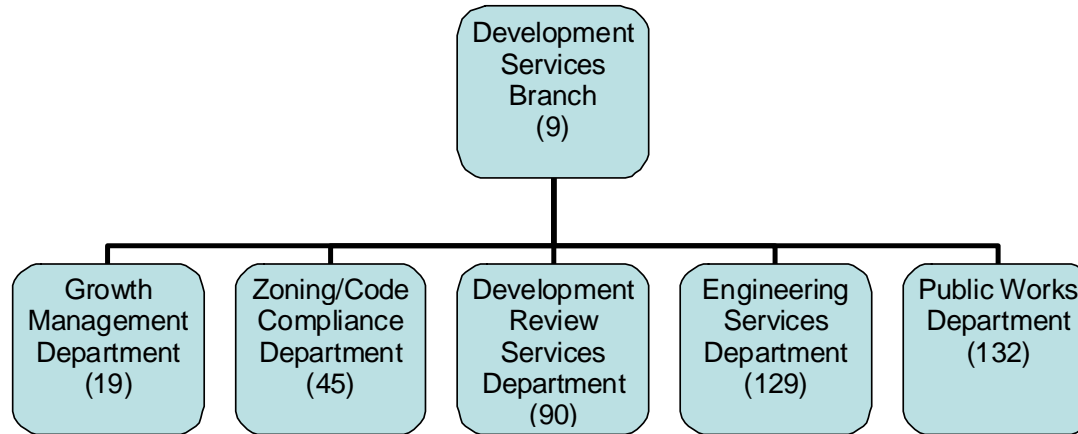 Development
Services
Branch
(9)
Growth
Management
Department
(19)
Zoning/Code
Compliance
Department
(45)
Development
Review
Services
Department
(90)
Engineering
Services
Department
(129)
Public Works
Department
(132)